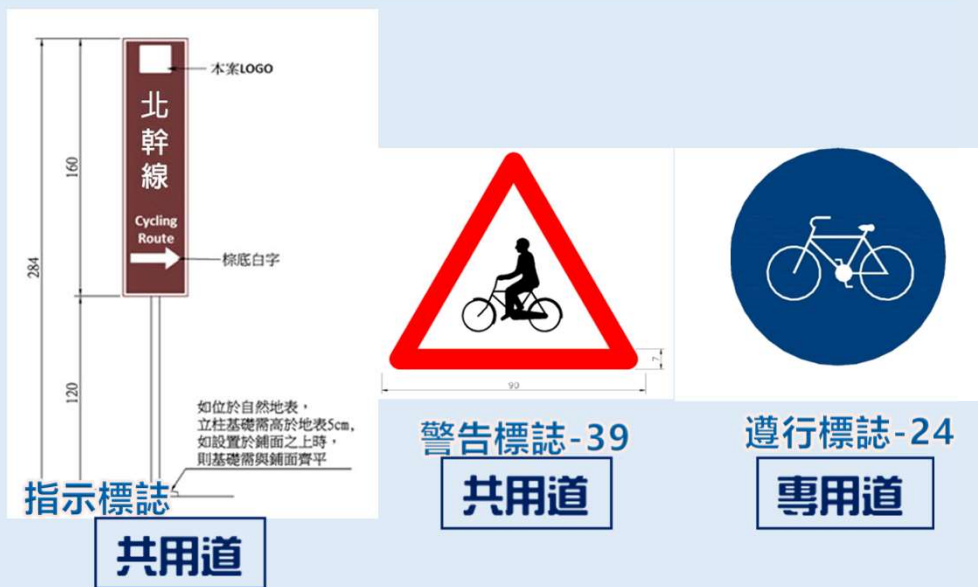 本案LOGO
北
幹
線
Cycling
Route
棕底白字
284
160
120
如位於自然地表，
立柱基礎需高於地表5cm，
如設置於鋪面之上時，
則基礎需與鋪面齊平
指示標誌
共用道
7
90
警告標誌-39
共用道
遵行標誌-24
專用道